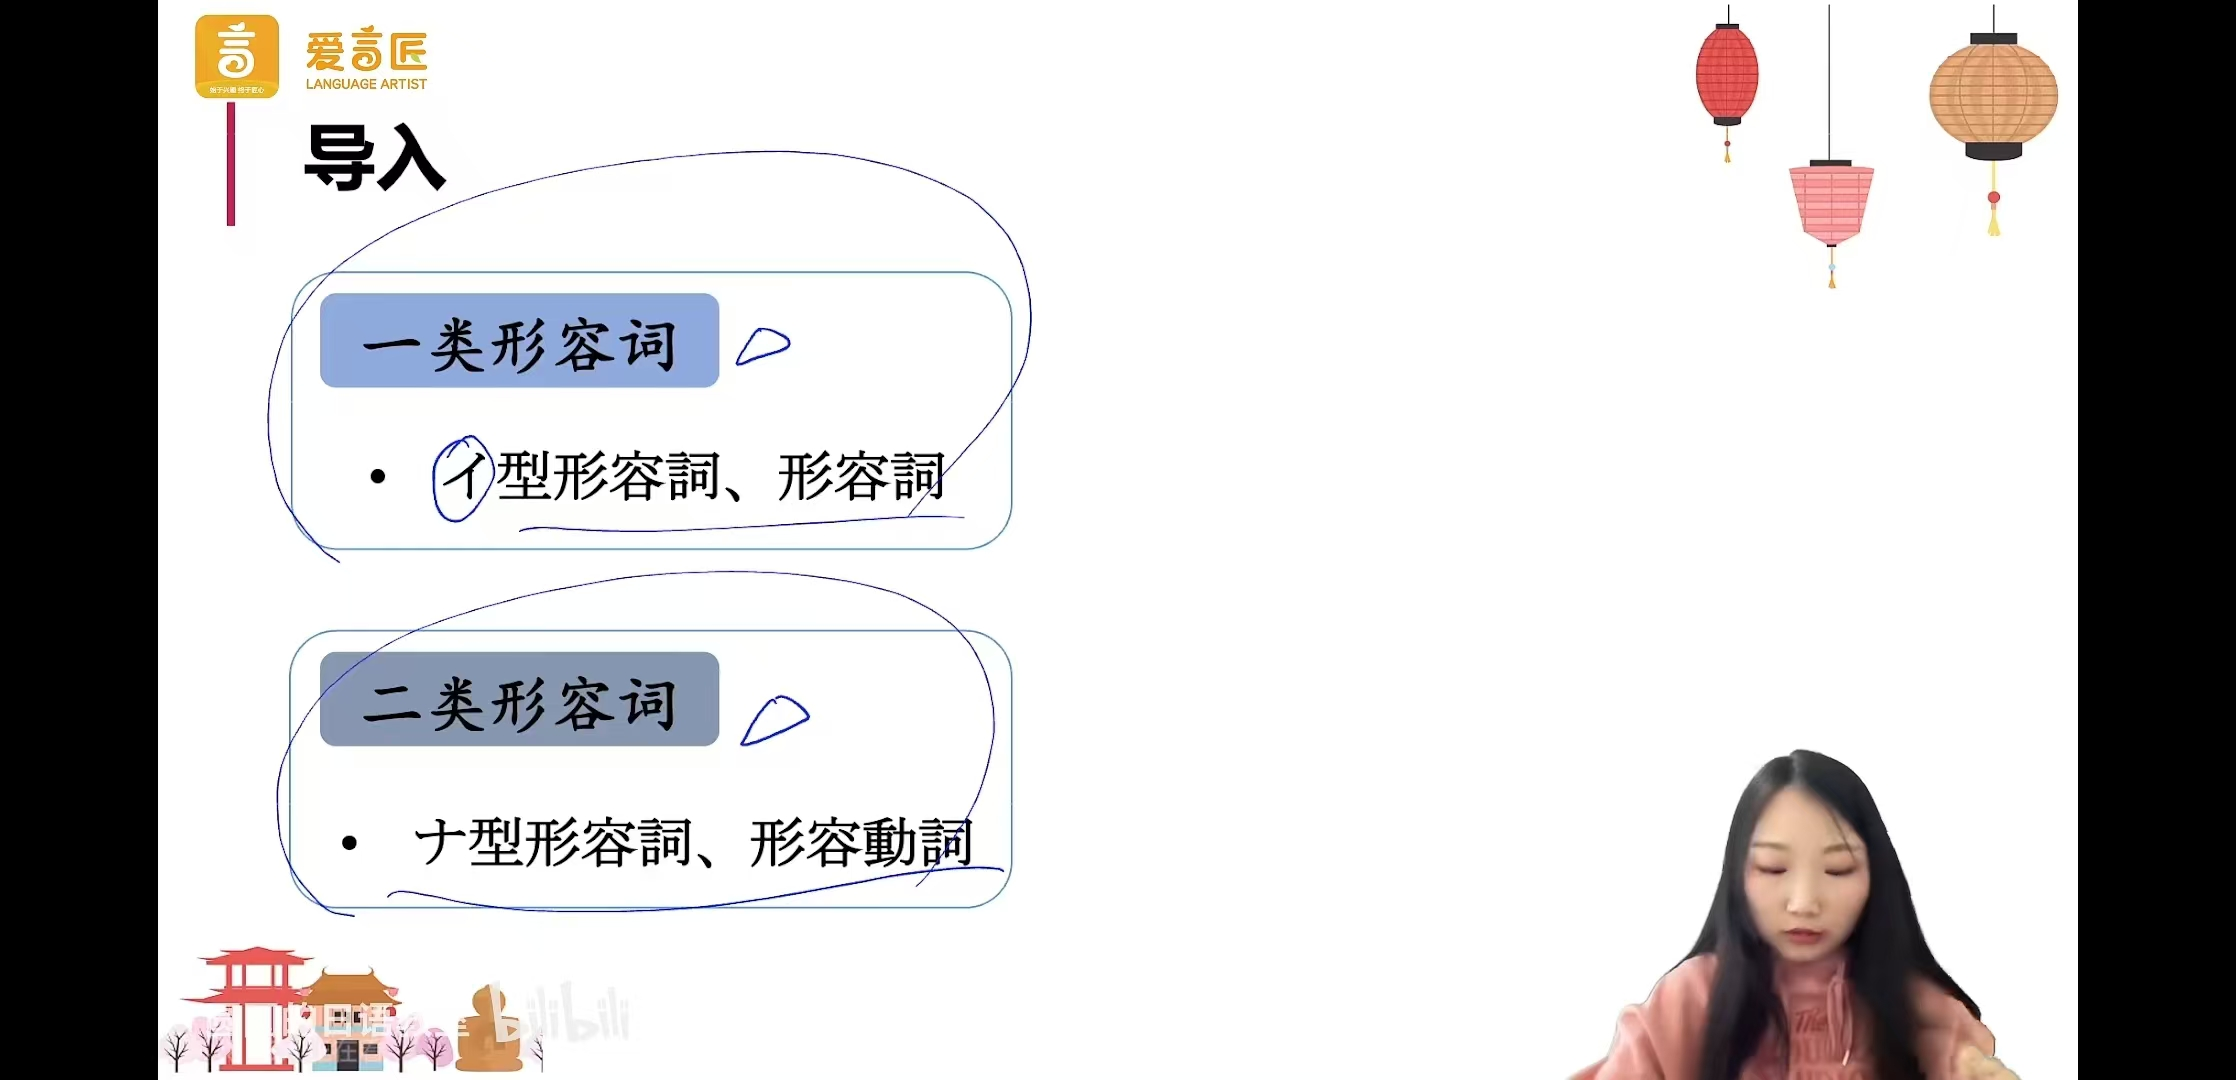 爱言匠
LANGUAGE ARTIST
导入
一类形容词
• イ型形容詞、形容詞
二类形容词
• ナ型形容詞、形容動詞
bilibili
The